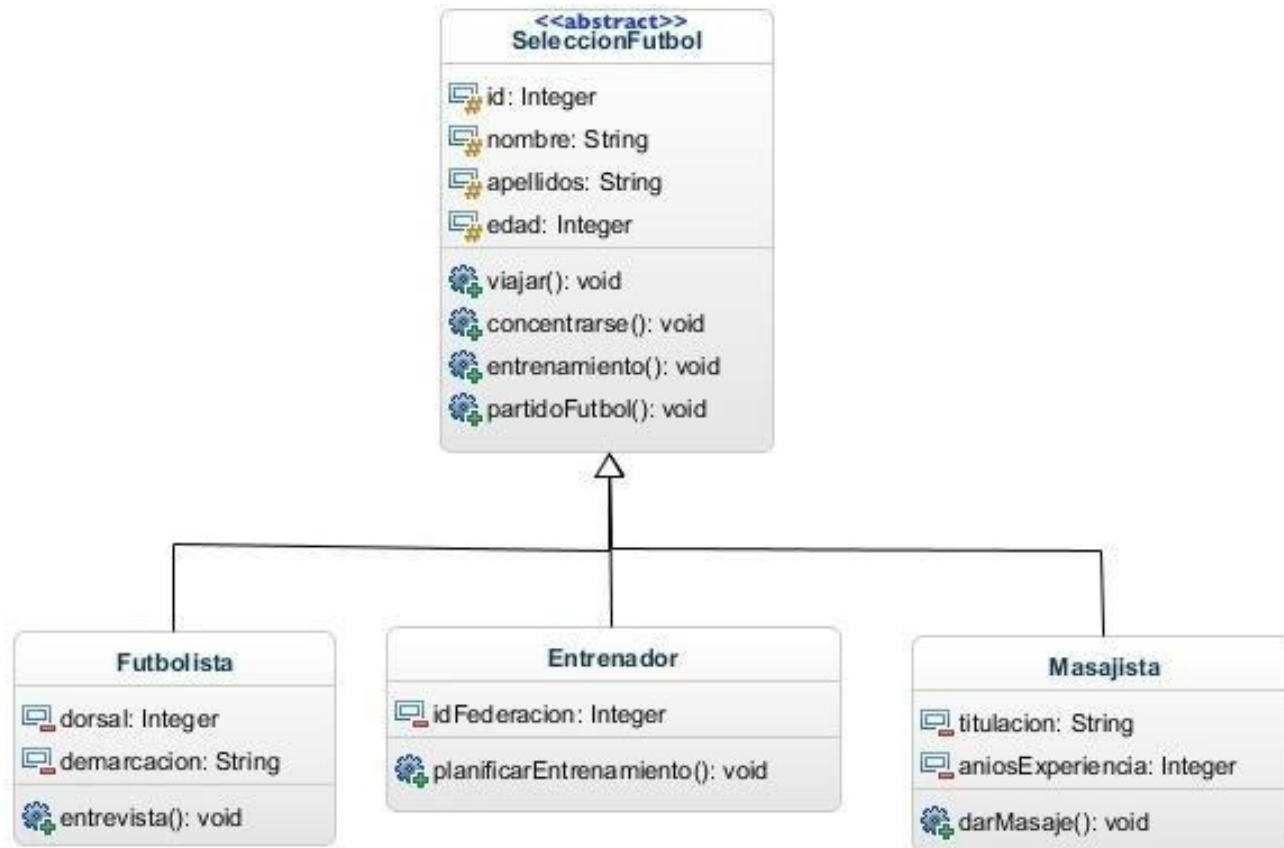 <<abstract>>
SeleccionFutbol
id: Integer
nombre: String
apellidos: String
edad: Integer
viajar(): void
concentrarse(): void
entrenamiento(): void
partidoFutbol(): void
Futbolista
dorsal: Integer
demarcacion: String
entrevista(): void
Entrenador
idFederacion: Integer
planificarEntrenamiento(): void
Masajista
titulacion: String
aniosExperiencia: Integer
darMasaje(): void